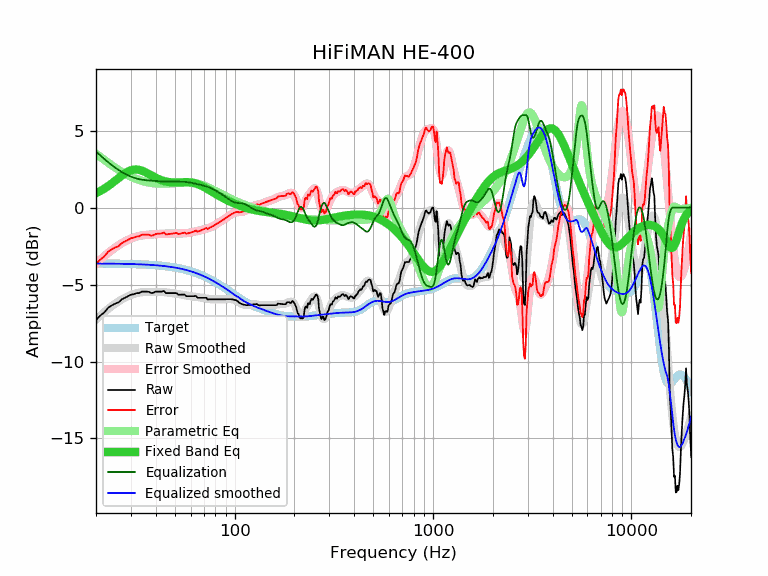 HiFiMAN HE-400
Amplitude (dBr)
5
0
−5
−10
−15
Target
Raw Smoothed
Error Smoothed
Raw
Error
Parametric Eq
Fixed Band Eq
Equalization
Equalized smoothed
100
1000
10000
Frequency (Hz)